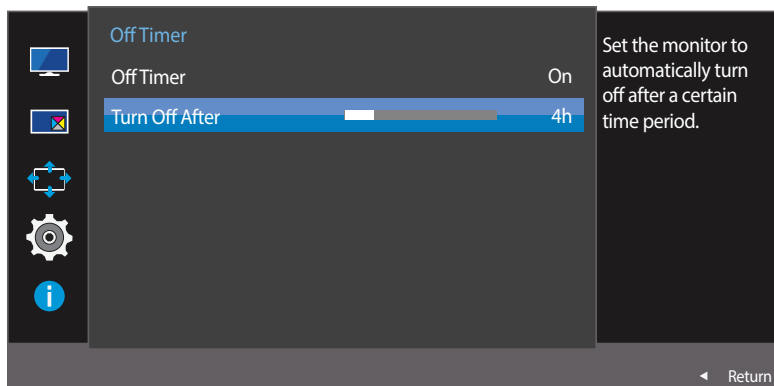 Off Timer
Off Timer On
Turn Off After 4h
Set the monitor to
automatically turn
off after a certain
time period.
i
◄ Return